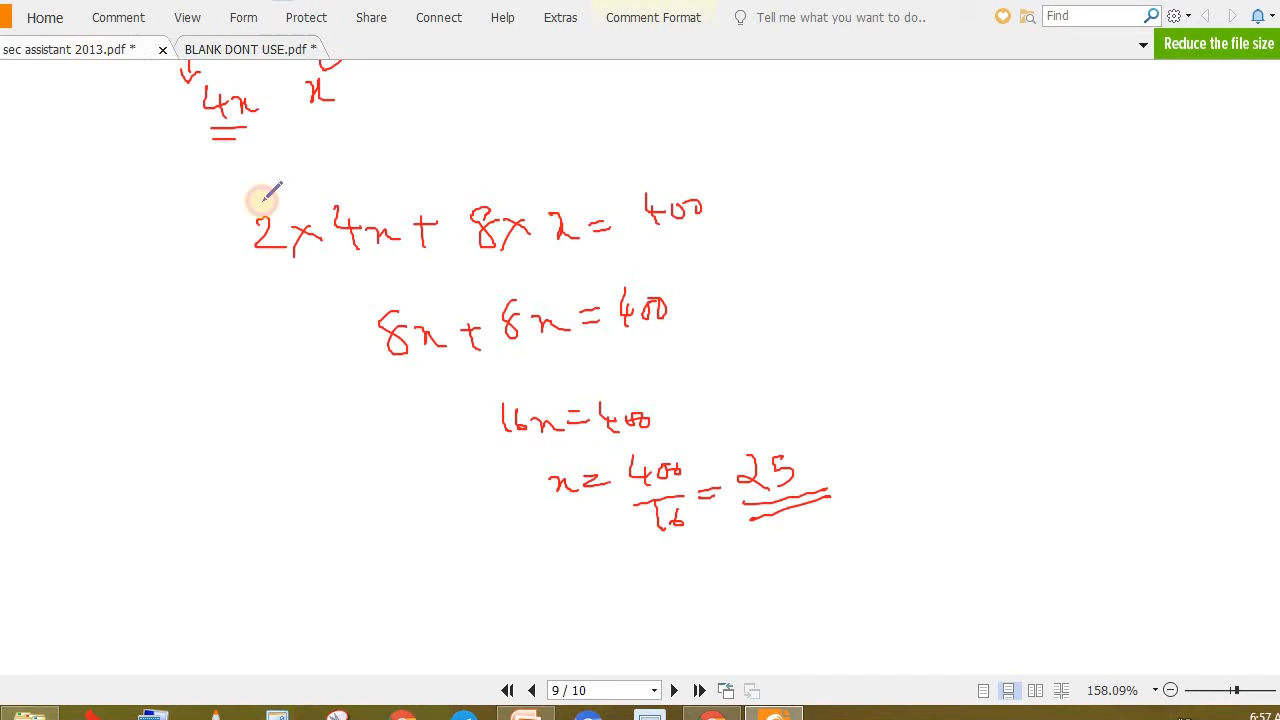 Home Comment View Form Protect Share Connect Help Extras Comment Format Tell me what you want to do.. Find
sec assistant 2013.pdf * BLANK DONT USE.pdf * Reduce the file size
4x x
2 x 4x + 8 x x = 400
8x + 8x = 400
16x = 400
x = 400/16 = 25
9 / 10 158.09%